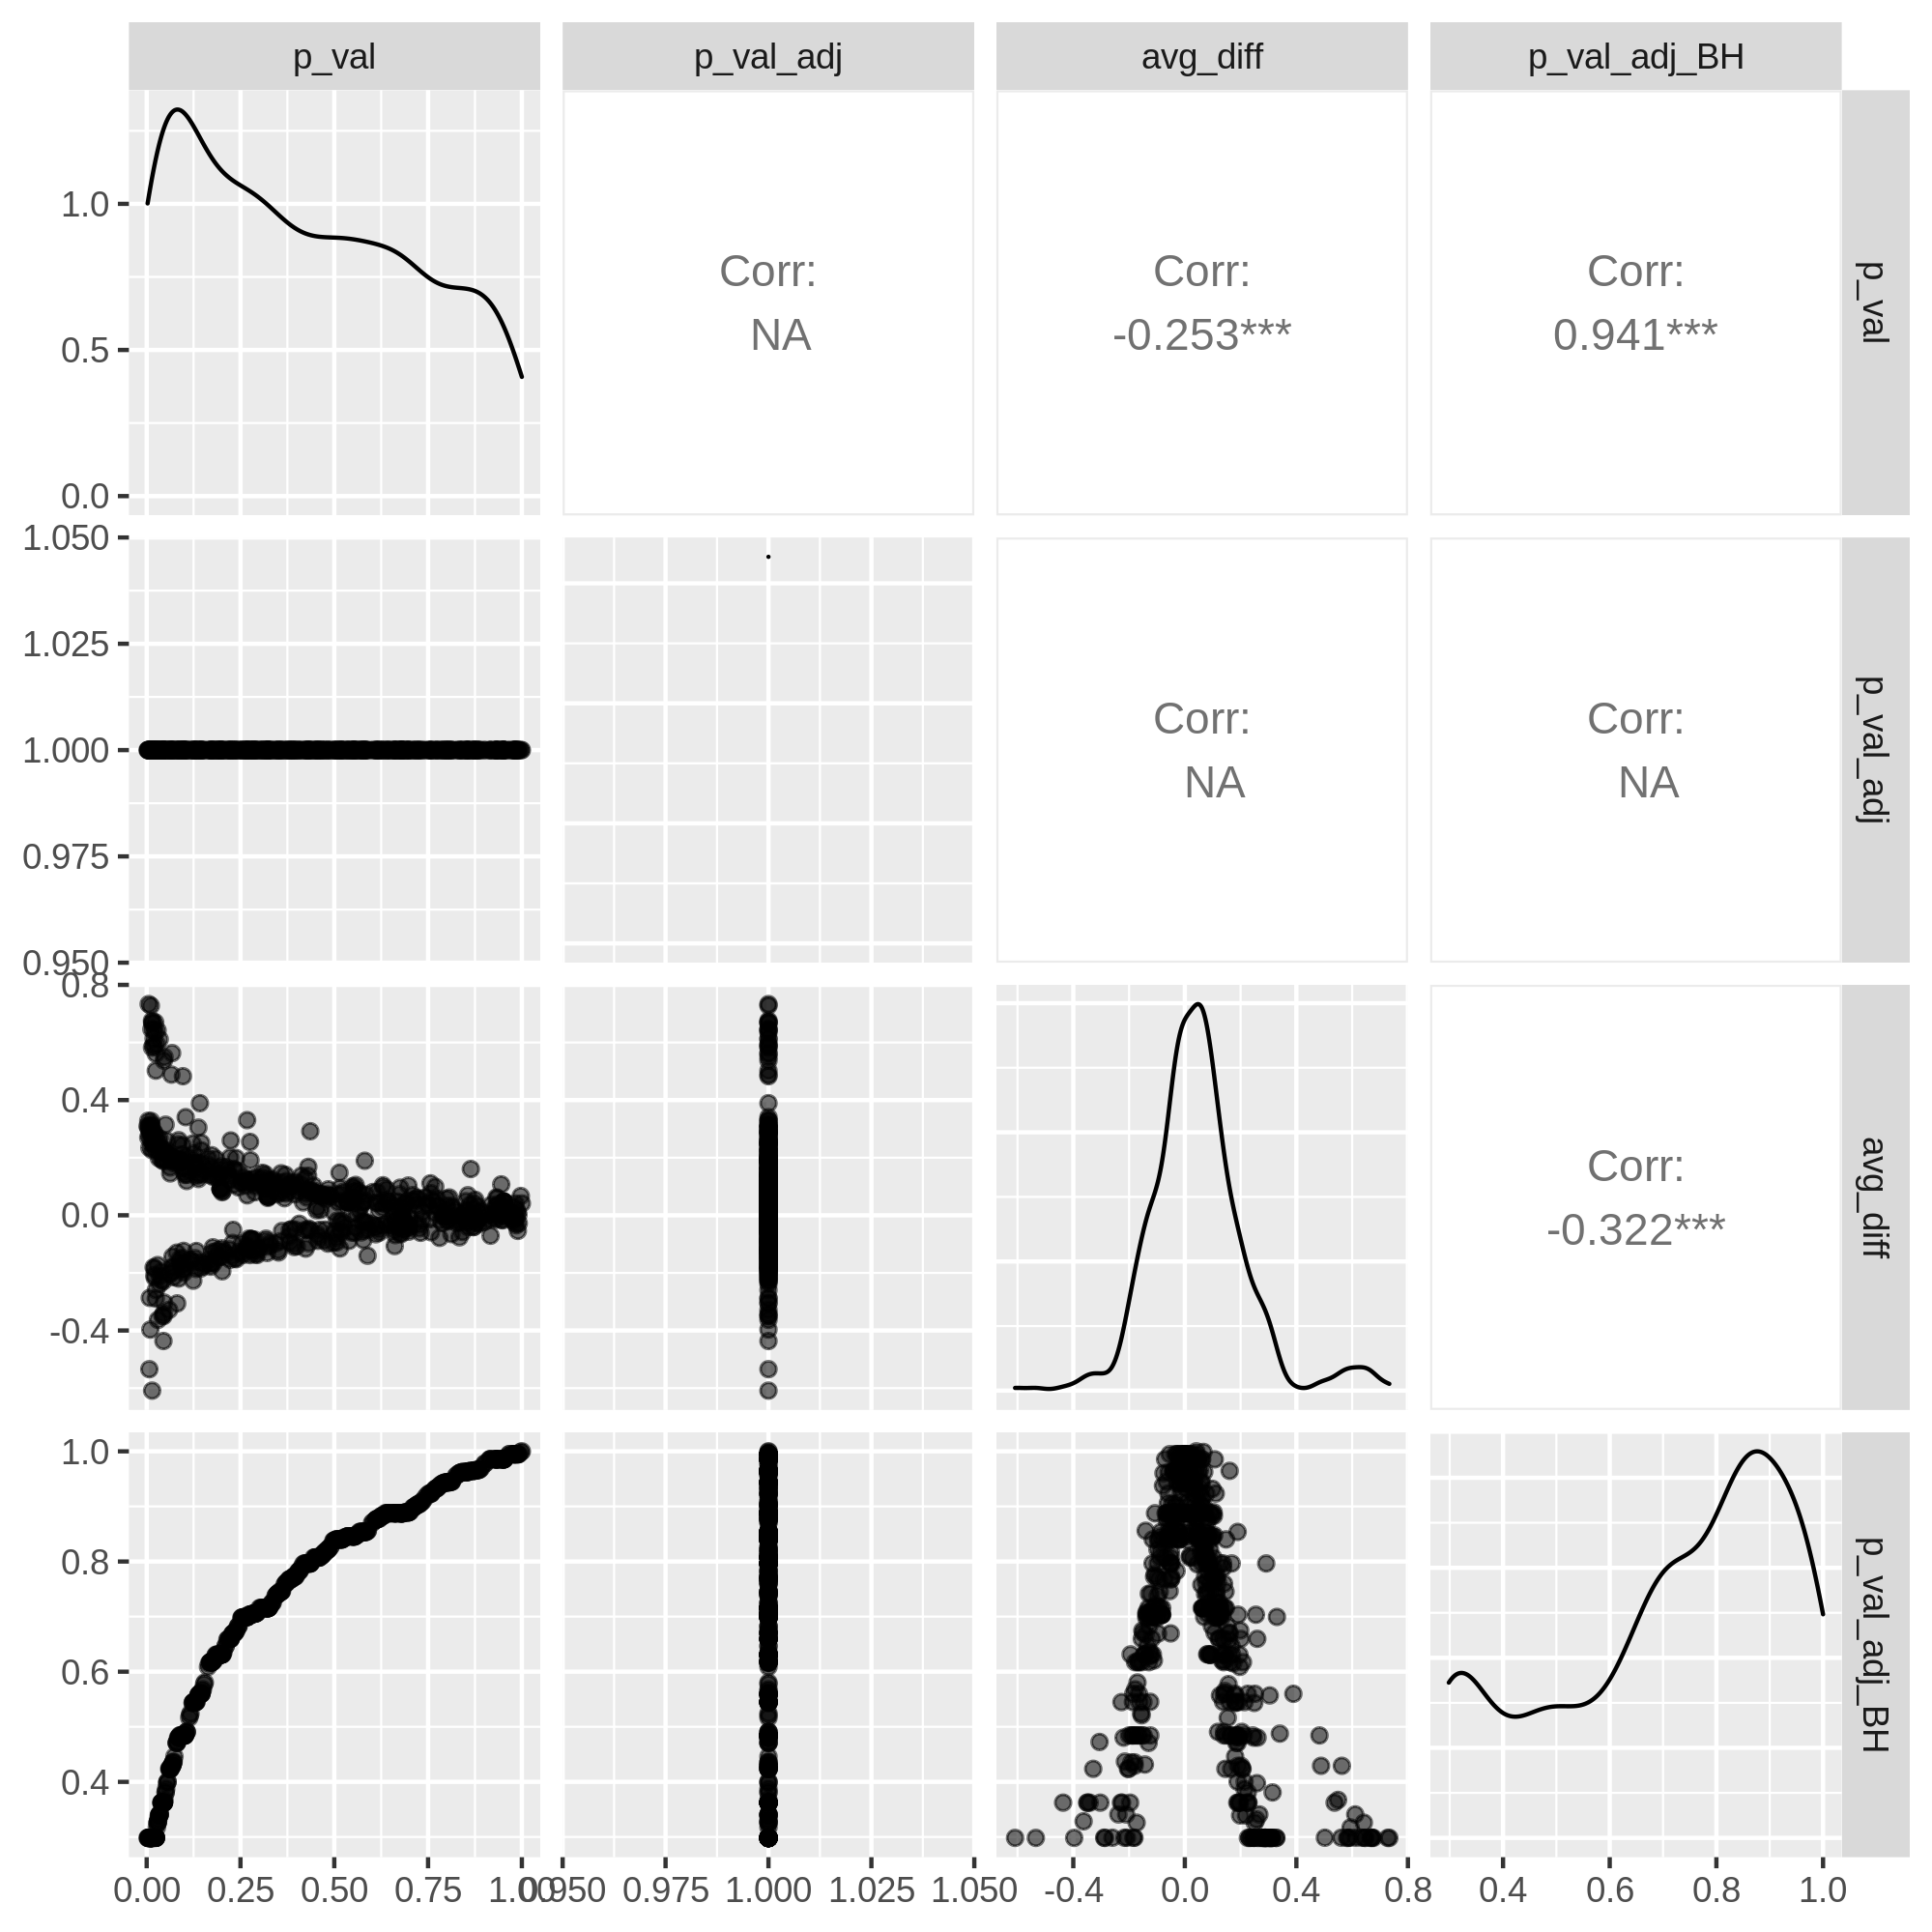 p_val p_val_adj avg_diff p_val_adj_BH
1.0
0.5
0.0
Corr:
NA
Corr:
-0.253***
Corr:
0.941***
p_val
1.050
1.025
1.000
0.975
0.950
Corr:
NA
Corr:
NA
p_val_adj
0.8
0.4
0.0
-0.4
Corr:
-0.322***
avg_diff
1.0
0.8
0.6
0.4
p_val_adj_BH
0.00 0.25 0.50 0.75 1.00 0.950 0.975 1.000 1.025 1.050 -0.4 0.0 0.4 0.8 0.4 0.6 0.8 1.0